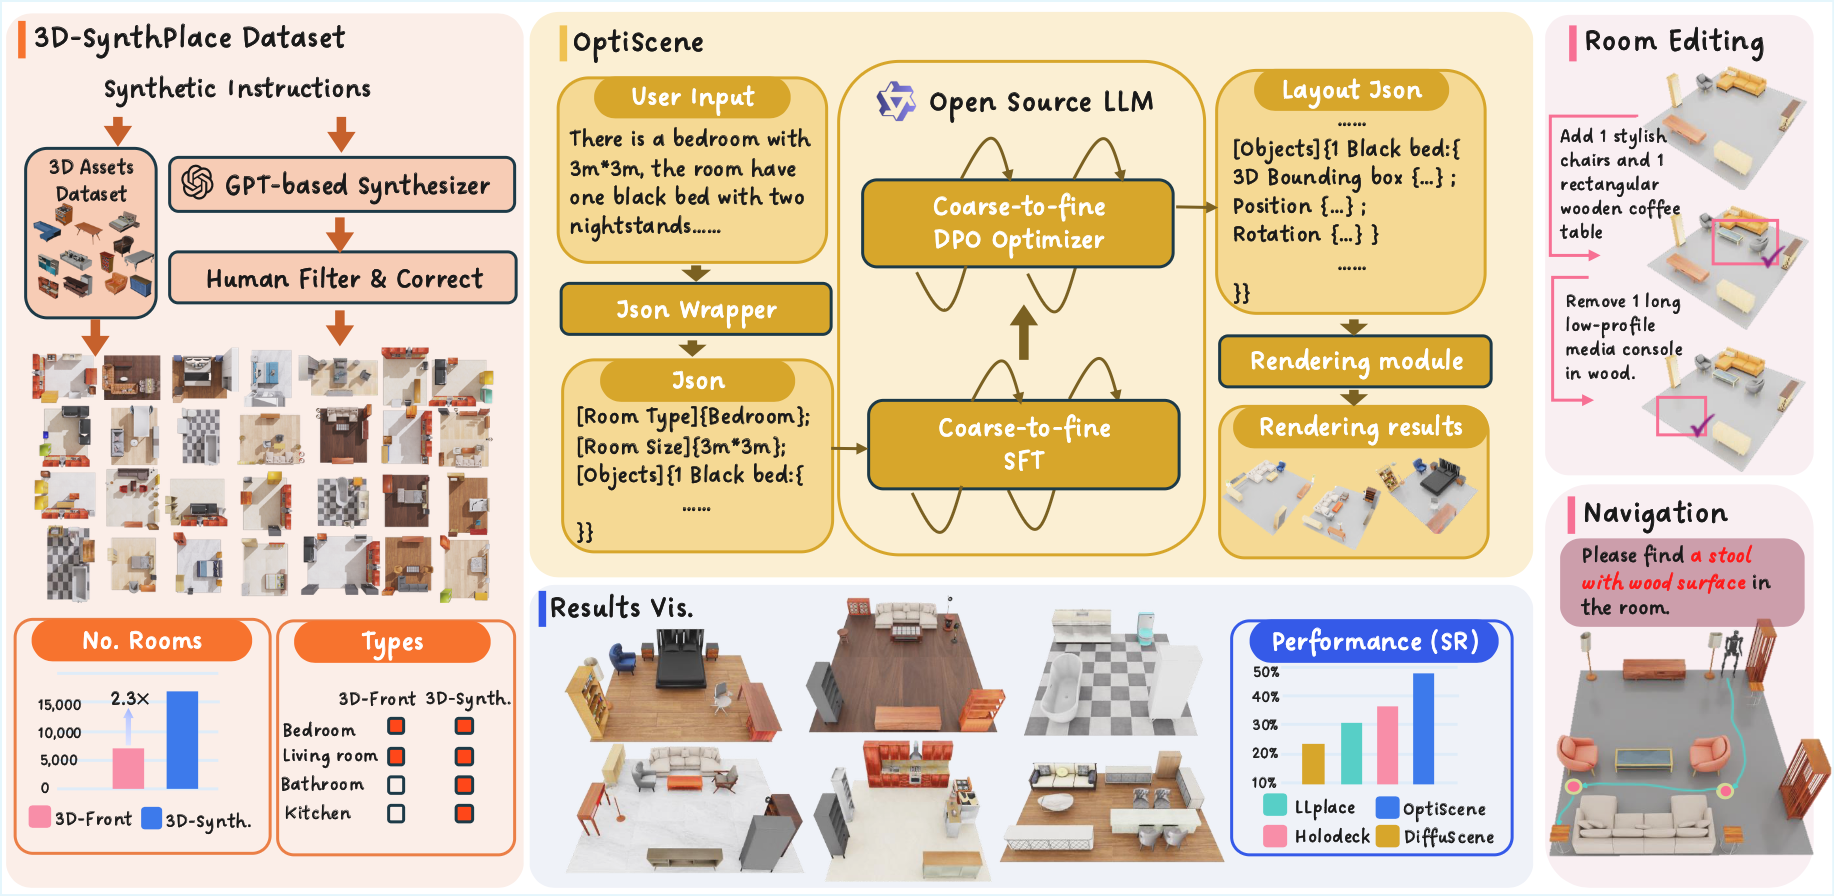 3D-SynthPlace Dataset
Synthetic Instructions
3D Assets
Dataset
GPT-based Synthesizer
Human Filter & Correct
No. Rooms
15,000
10,000
5,000
0
2.3×
3D-Front
3D-Synth.
Types
3D-Front 3D-Synth.
Bedroom
Living room
Bathroom
Kitchen
OptiScene
User Input
There is a bedroom with
3m*3m, the room have
one black bed with two
nightstands......
Json Wrapper
Json
[Room Type]{Bedroom};
[Room Size]{3m*3m};
[Objects]{1 Black bed:{
......
}}
Open Source LLM
Coarse-to-fine
DPO Optimizer
Coarse-to-fine
SFT
Layout Json
......
[Objects]{1 Black bed:{
3D Bounding box {...} ;
Position {...} ;
Rotation {...} }
......
}}
Rendering module
Rendering results
Results Vis.
Performance (SR)
50%
40%
30%
20%
10%
LLplace
OptiScene
Holodeck
DiffuScene
Room Editing
Add 1 stylish
chairs and 1
rectangular
wooden coffee
table
Remove 1 long
low-profile
media console
in wood.
Navigation
Please find a stool
with wood surface in
the room.